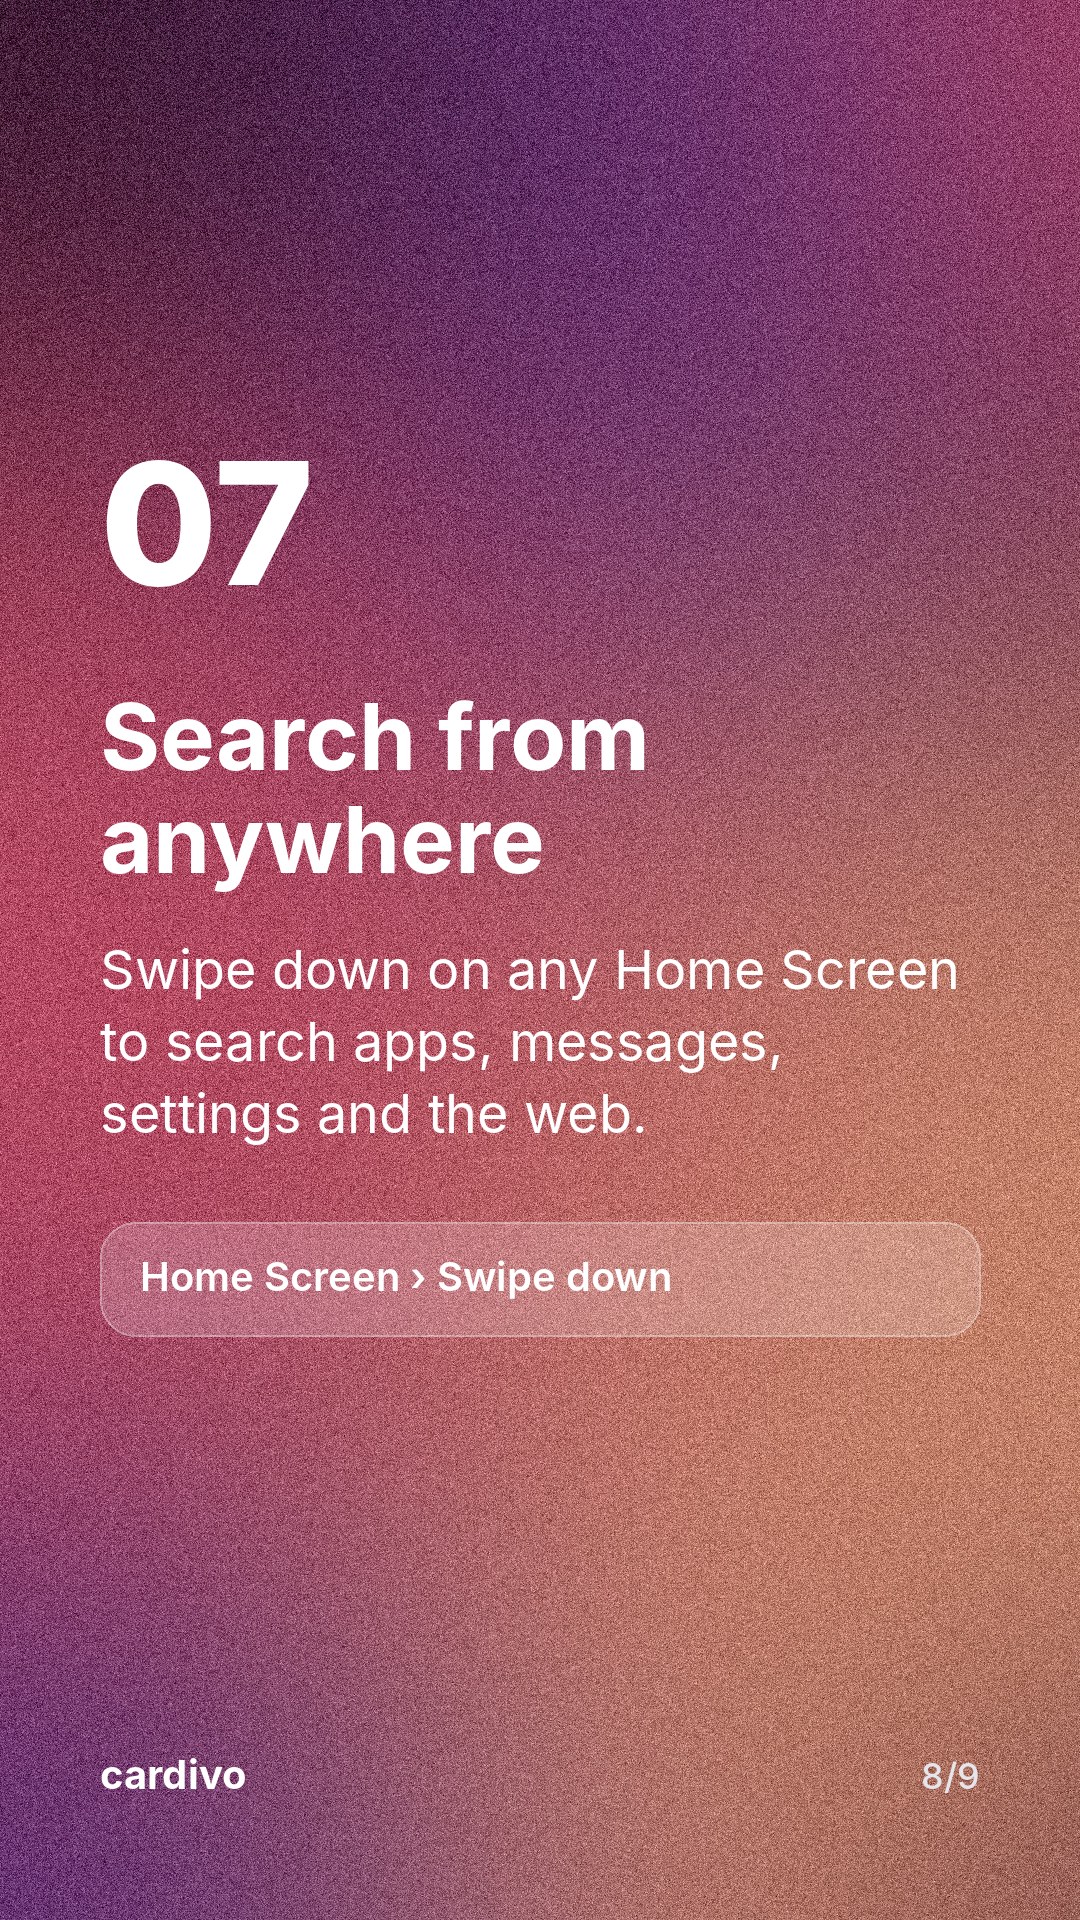 07
Search from
anywhere
Swipe down on any Home Screen
to search apps, messages,
settings and the web.
Home Screen › Swipe down
cardivo
8/9